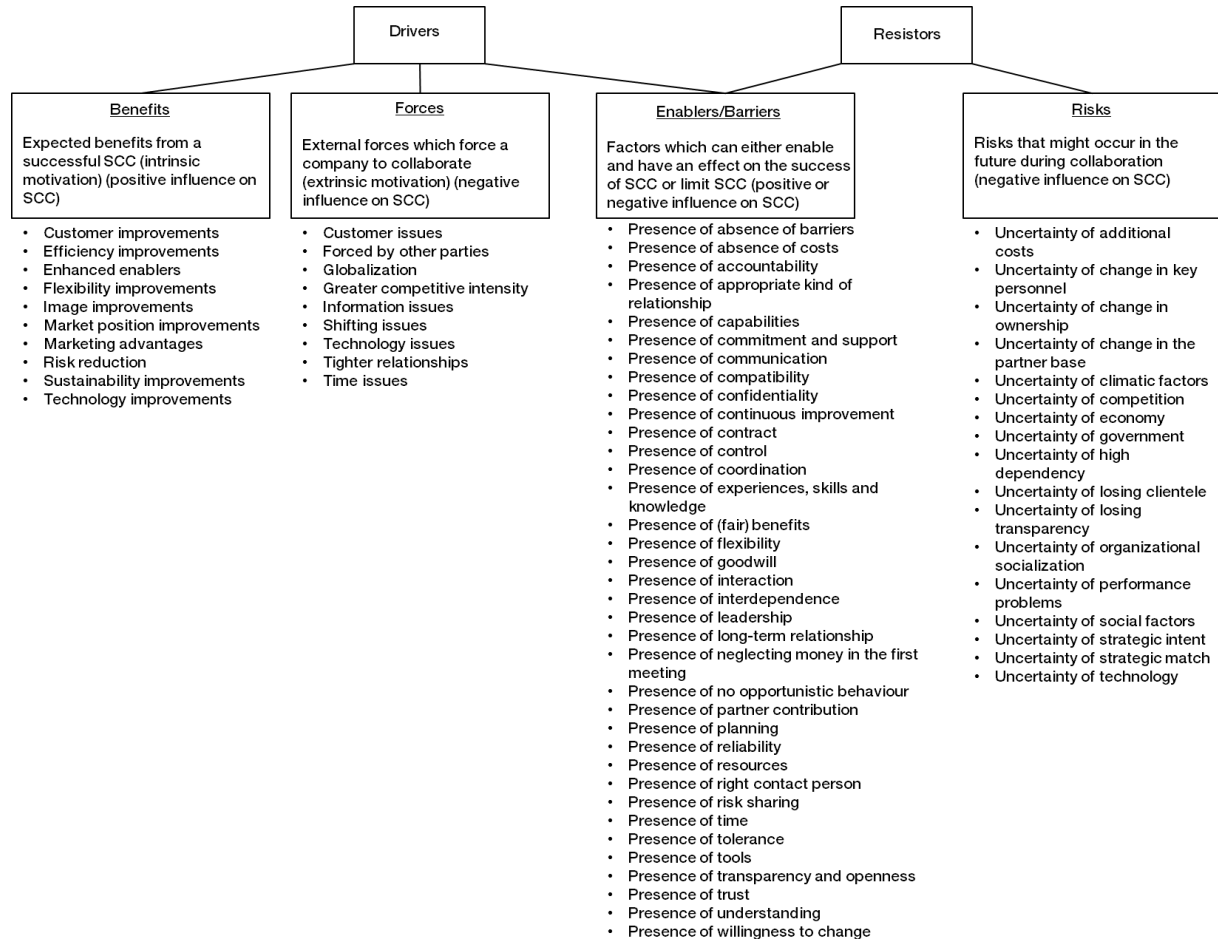 Drivers
Resistors
Benefits
Expected benefits from a
successful SCC (intrinsic
motivation) (positive influence on
SCC)
• Customer improvements
• Efficiency improvements
• Enhanced enablers
• Flexibility improvements
• Image improvements
• Market position improvements
• Marketing advantages
• Risk reduction
• Sustainability improvements
• Technology improvements
Forces
External forces which force a
company to collaborate
(extrinsic motivation) (negative
influence on SCC)
• Customer issues
• Forced by other parties
• Globalization
• Greater competitive intensity
• Information issues
• Shifting issues
• Technology issues
• Tighter relationships
• Time issues
Enablers/Barriers
Factors which can either enable
and have an effect on the success
of SCC or limit SCC (positive or
negative influence on SCC)
• Presence of absence of barriers
• Presence of absence of costs
• Presence of accountability
• Presence of appropriate kind of
relationship
• Presence of capabilities
• Presence of commitment and support
• Presence of communication
• Presence of compatibility
• Presence of confidentiality
• Presence of continuous improvement
• Presence of contract
• Presence of control
• Presence of coordination
• Presence of experiences, skills and
knowledge
• Presence of (fair) benefits
• Presence of flexibility
• Presence of goodwill
• Presence of interaction
• Presence of interdependence
• Presence of leadership
• Presence of long-term relationship
• Presence of neglecting money in the first
meeting
• Presence of no opportunistic behaviour
• Presence of partner contribution
• Presence of planning
• Presence of reliability
• Presence of resources
• Presence of right contact person
• Presence of risk sharing
• Presence of time
• Presence of tolerance
• Presence of tools
• Presence of transparency and openness
• Presence of trust
• Presence of understanding
• Presence of willingness to change
Risks
Risks that might occur in the
future during collaboration
(negative influence on SCC)
• Uncertainty of additional
costs
• Uncertainty of change in key
personnel
• Uncertainty of change in
ownership
• Uncertainty of change in the
partner base
• Uncertainty of climatic factors
• Uncertainty of competition
• Uncertainty of economy
• Uncertainty of government
• Uncertainty of high
dependency
• Uncertainty of losing clientele
• Uncertainty of losing
transparency
• Uncertainty of organizational
socialization
• Uncertainty of performance
problems
• Uncertainty of social factors
• Uncertainty of strategic intent
• Uncertainty of strategic match
• Uncertainty of technology